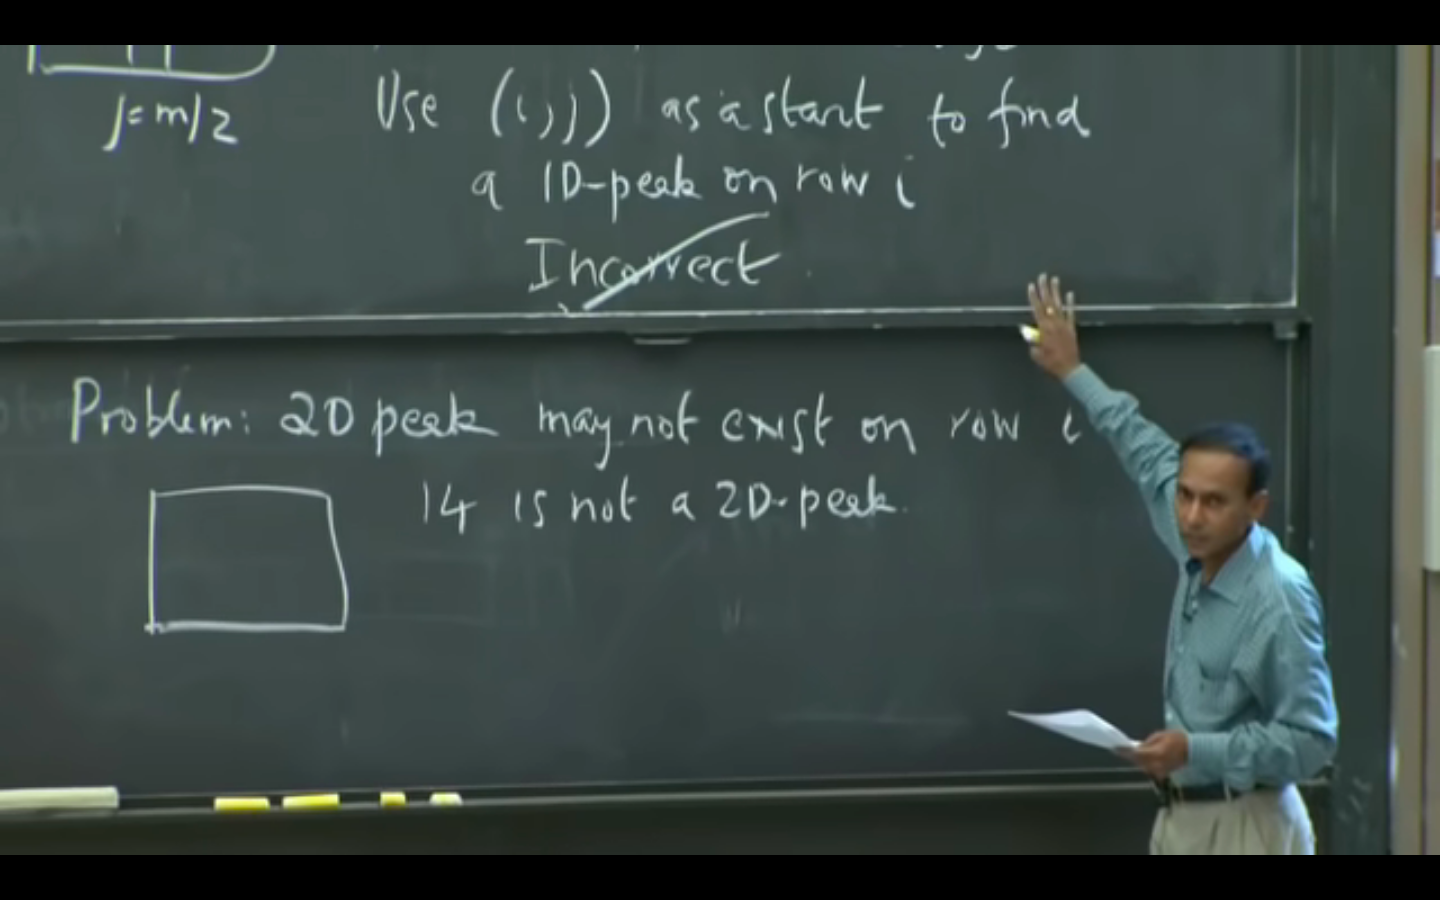 j=m/2
Use (i,j) as a start to find
a 1D-peak on row i
Incorrect
Problem: 2D peak may not exist on row i
14 is not a 2D-peak.